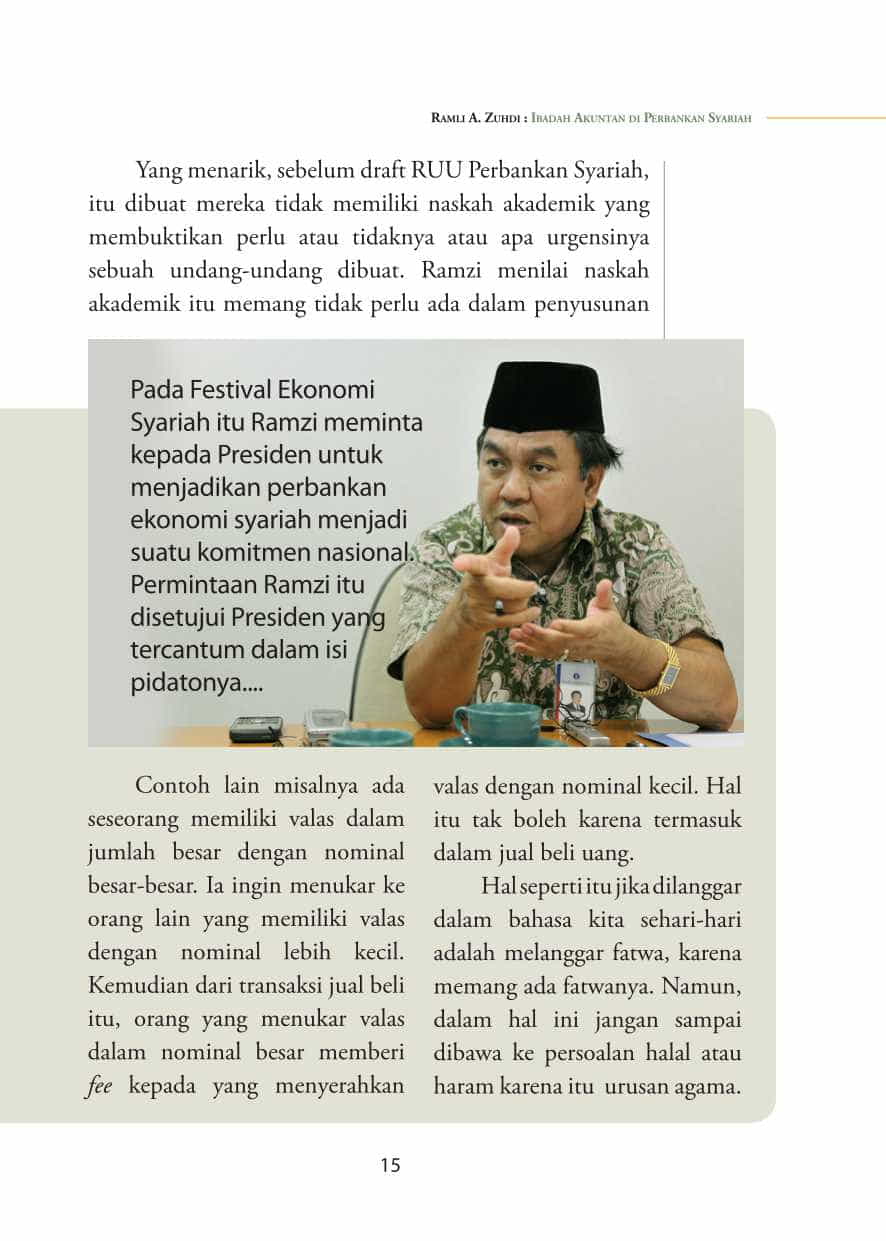 Ramli A. Zuhdi : Ibadah Akuntan di Perbankan Syariah
Yang menarik, sebelum draft RUU Perbankan Syariah,
itu dibuat mereka tidak memiliki naskah akademik yang
membuktikan perlu atau tidaknya atau apa urgensinya
sebuah undang-undang dibuat. Ramzi menilai naskah
akademik itu memang tidak perlu ada dalam penyusunan
Pada Festival Ekonomi
Syariah itu Ramzi meminta
kepada Presiden untuk
menjadikan perbankan
ekonomi syariah menjadi
suatu komitmen nasional.
Permintaan Ramzi itu
disetujui Presiden yang
tercantum dalam isi
pidatonya....
Contoh lain misalnya ada
seseorang memiliki valas dalam
jumlah besar dengan nominal
besar-besar. Ia ingin menukar ke
orang lain yang memiliki valas
dengan nominal lebih kecil.
Kemudian dari transaksi jual beli
itu, orang yang menukar valas
dalam nominal besar memberi
fee kepada yang menyerahkan
valas dengan nominal kecil. Hal
itu tak boleh karena termasuk
dalam jual beli uang.
Hal seperti itu jika dilanggar
dalam bahasa kita sehari-hari
adalah melanggar fatwa, karena
memang ada fatwanya. Namun,
dalam hal ini jangan sampai
dibawa ke persoalan halal atau
haram karena itu urusan agama.
15